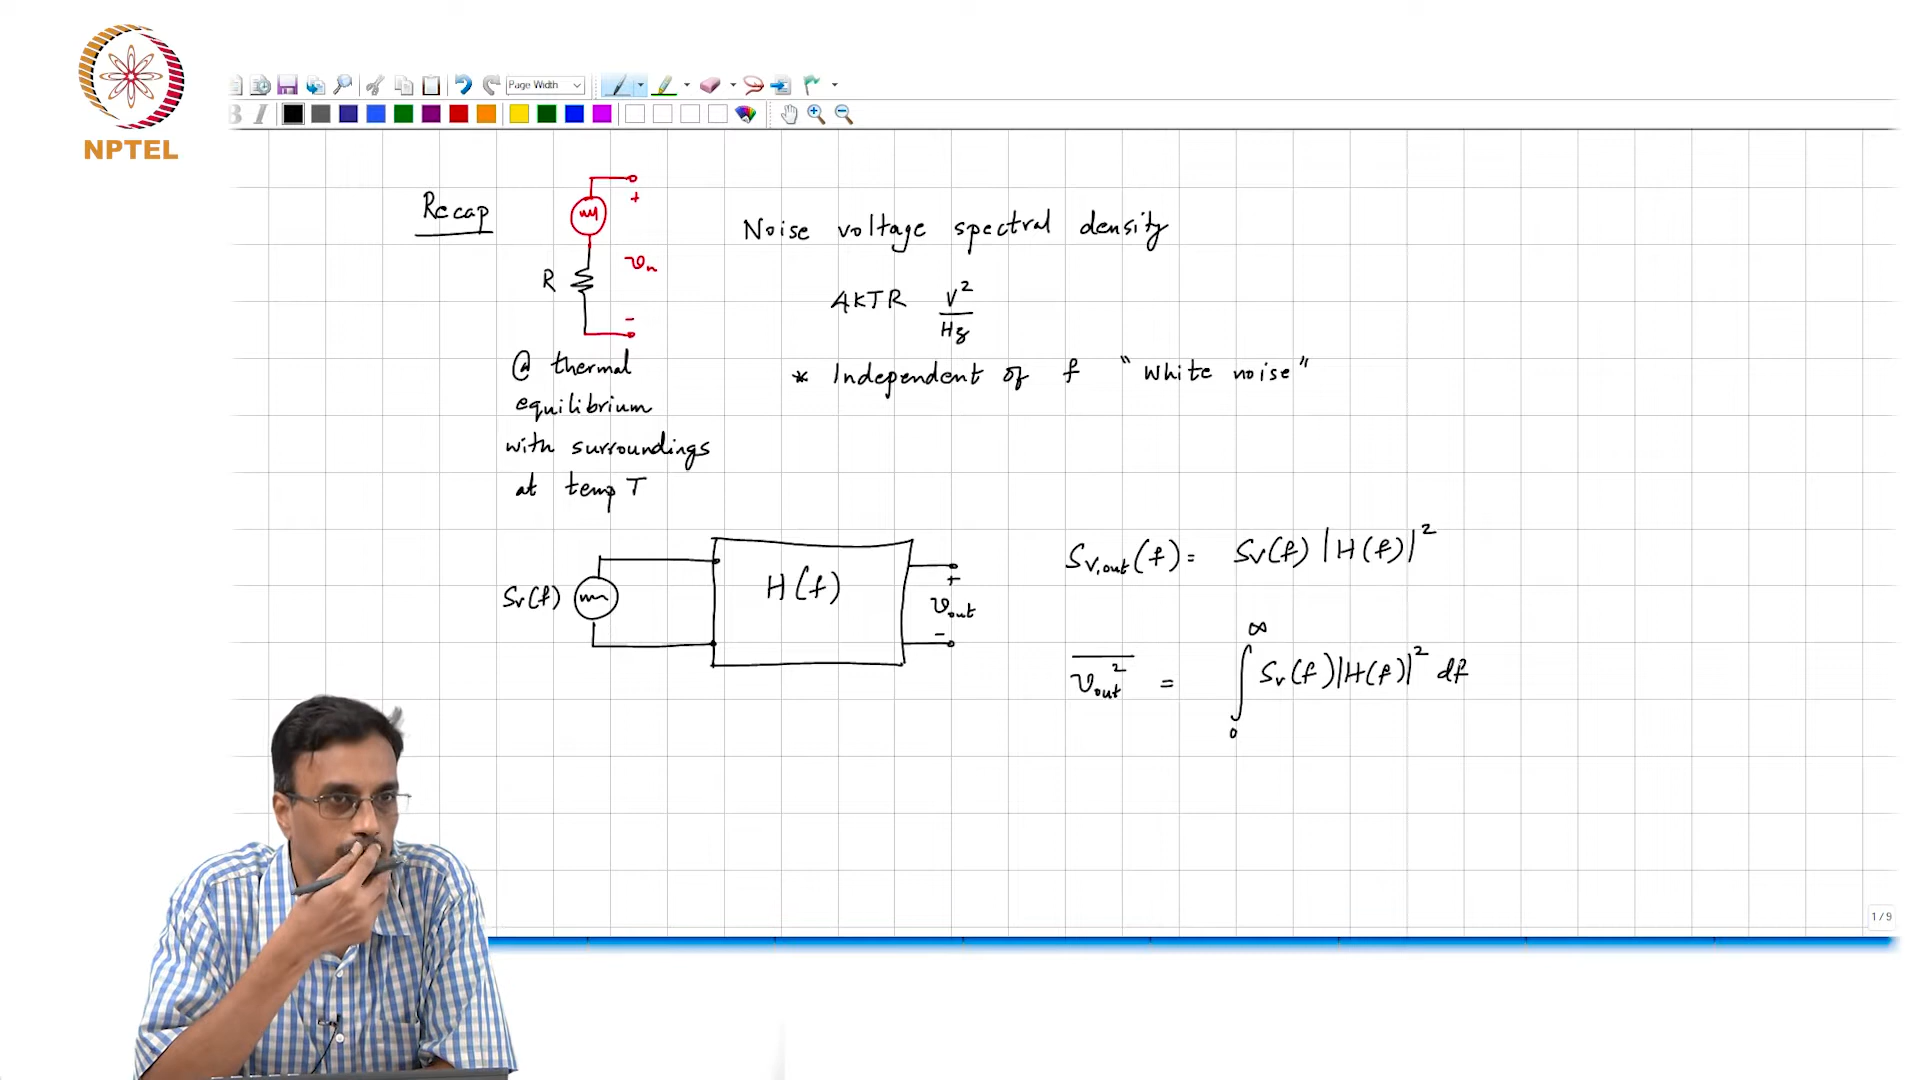 NPTEL
Page Width
Recap
+
Noise voltage spectral density
vn
R
4kTR V²/Hz
-
@ thermal
equilibrium
with surroundings
at temp T
* Independent of f "White noise"
Sv(f)
H(f)
+
vout
-
Sv,out(f) = Sv(f) |H(f)|²
v̅out² = ∫₀^∞ Sv(f)|H(f)|² df
1/9